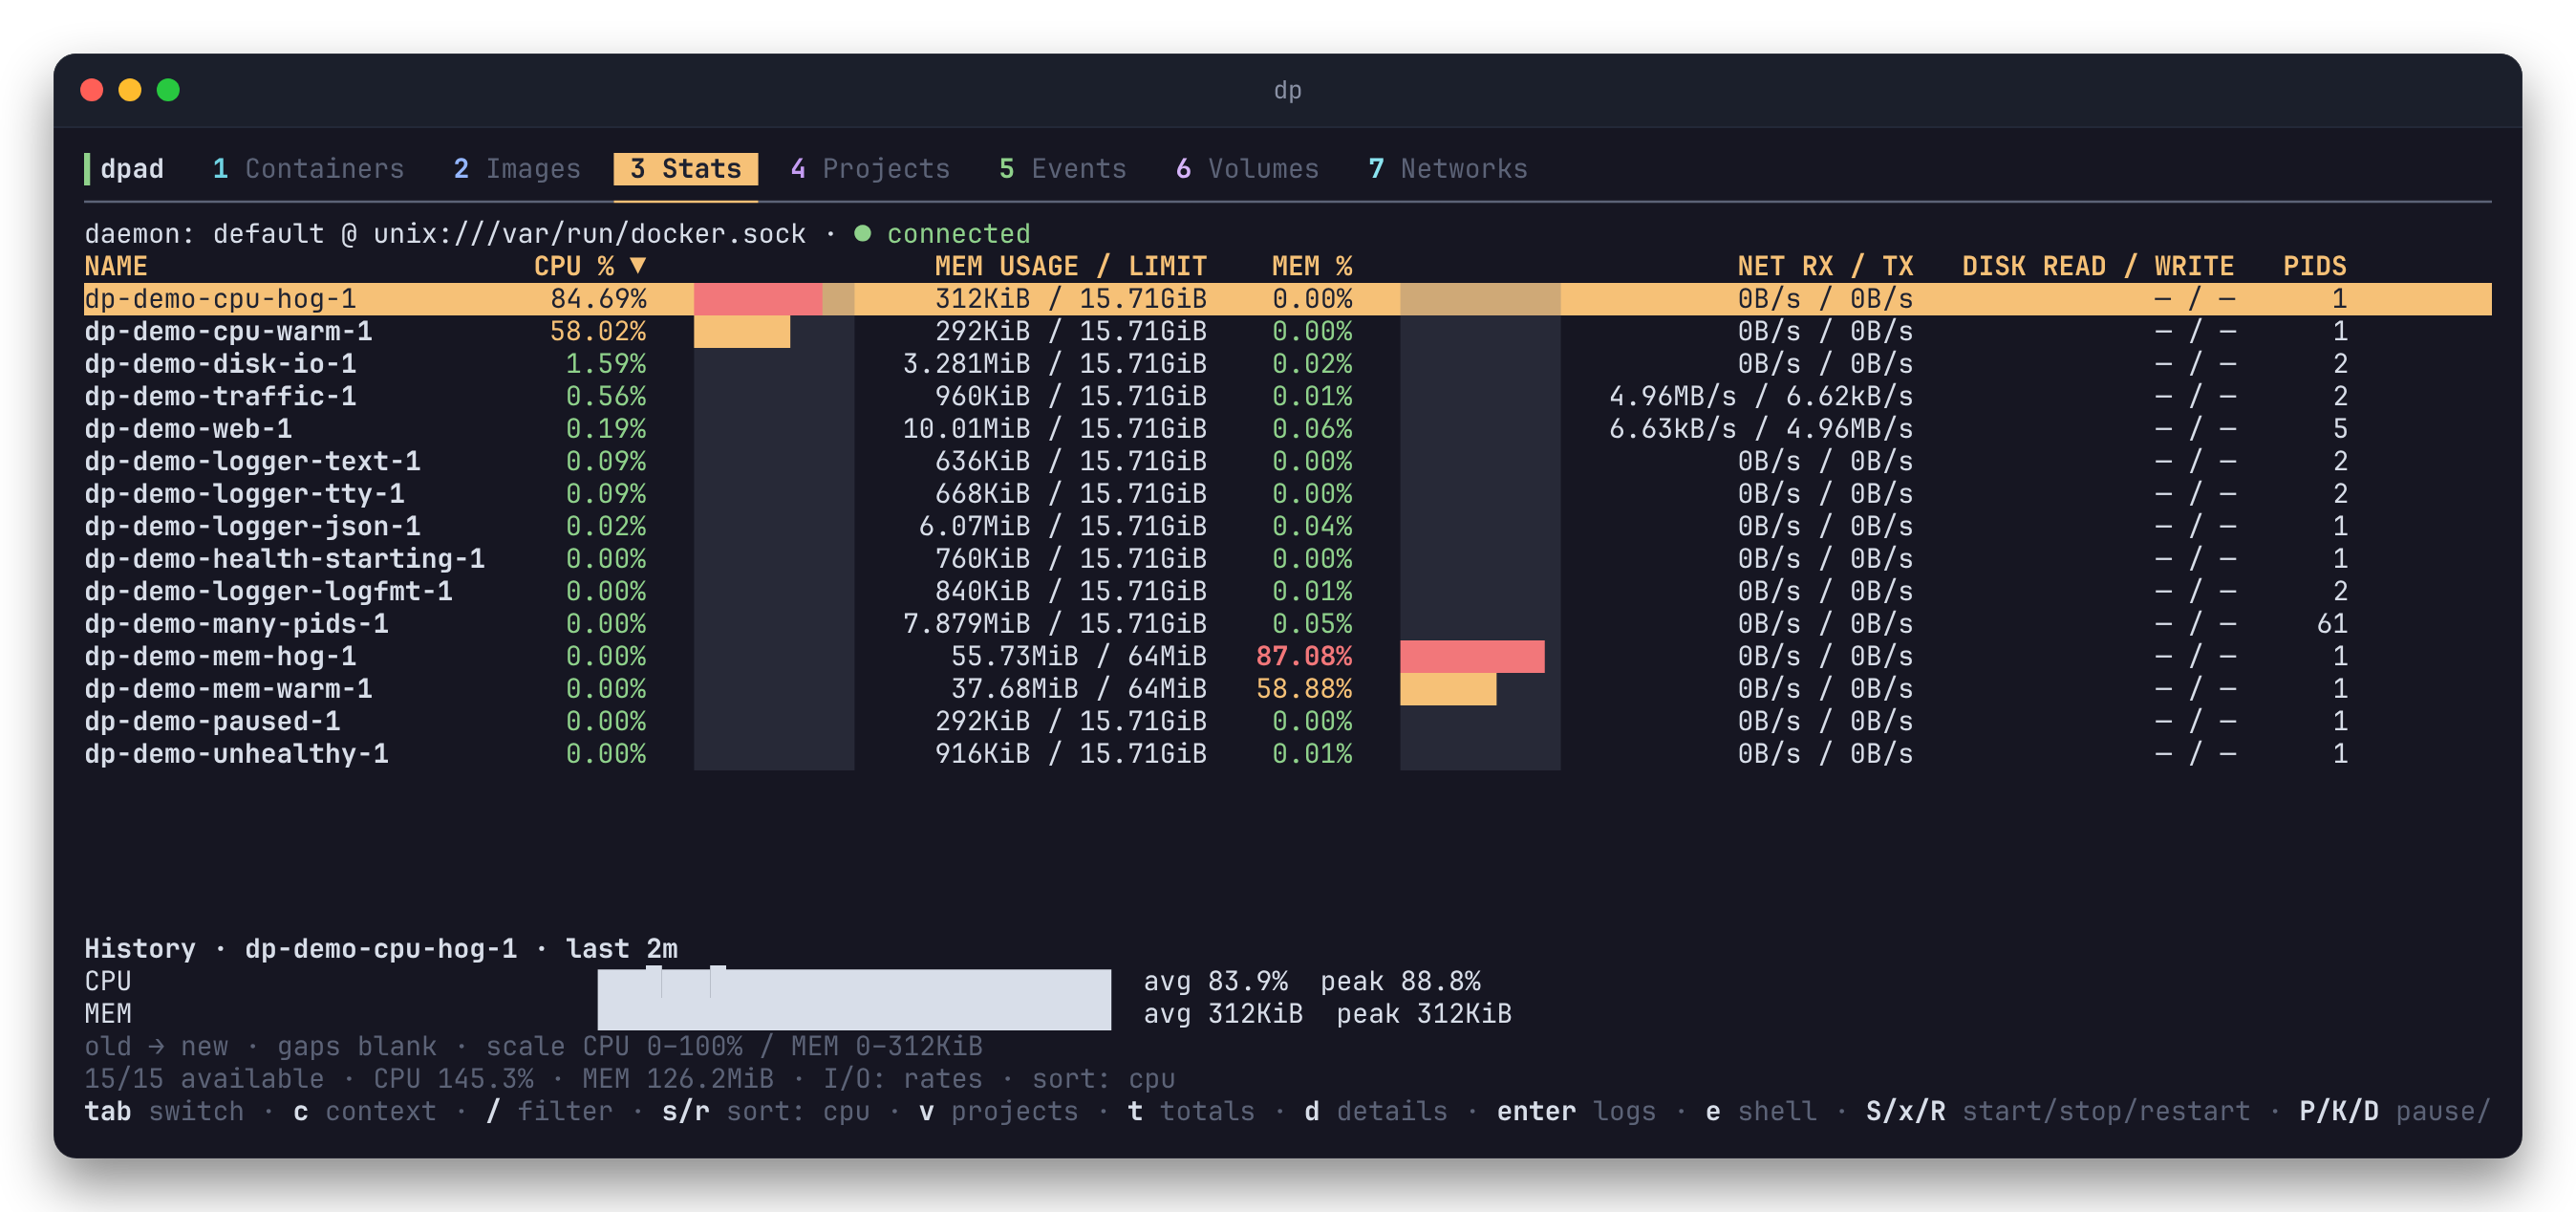 dp
dpad 1 Containers 2 Images 3 Stats 4 Projects 5 Events 6 Volumes 7 Networks
daemon: default @ unix:///var/run/docker.sock · ● connected
NAME CPU % ▼ MEM USAGE / LIMIT MEM % NET RX / TX DISK READ / WRITE PIDS
dp-demo-cpu-hog-1 84.69% 312KiB / 15.71GiB 0.00% 0B/s / 0B/s — / — 1
dp-demo-cpu-warm-1 58.02% 292KiB / 15.71GiB 0.00% 0B/s / 0B/s — / — 1
dp-demo-disk-io-1 1.59% 3.281MiB / 15.71GiB 0.02% 0B/s / 0B/s — / — 2
dp-demo-traffic-1 0.56% 960KiB / 15.71GiB 0.01% 4.96MB/s / 6.62kB/s — / — 2
dp-demo-web-1 0.19% 10.01MiB / 15.71GiB 0.06% 6.63kB/s / 4.96MB/s — / — 5
dp-demo-logger-text-1 0.09% 636KiB / 15.71GiB 0.00% 0B/s / 0B/s — / — 2
dp-demo-logger-tty-1 0.09% 668KiB / 15.71GiB 0.00% 0B/s / 0B/s — / — 2
dp-demo-logger-json-1 0.02% 6.07MiB / 15.71GiB 0.04% 0B/s / 0B/s — / — 1
dp-demo-health-starting-1 0.00% 760KiB / 15.71GiB 0.00% 0B/s / 0B/s — / — 1
dp-demo-logger-logfmt-1 0.00% 840KiB / 15.71GiB 0.01% 0B/s / 0B/s — / — 2
dp-demo-many-pids-1 0.00% 7.879MiB / 15.71GiB 0.05% 0B/s / 0B/s — / — 61
dp-demo-mem-hog-1 0.00% 55.73MiB / 64MiB 87.08% 0B/s / 0B/s — / — 1
dp-demo-mem-warm-1 0.00% 37.68MiB / 64MiB 58.88% 0B/s / 0B/s — / — 1
dp-demo-paused-1 0.00% 292KiB / 15.71GiB 0.00% 0B/s / 0B/s — / — 1
dp-demo-unhealthy-1 0.00% 916KiB / 15.71GiB 0.01% 0B/s / 0B/s — / — 1
History · dp-demo-cpu-hog-1 · last 2m
CPU avg 83.9% peak 88.8%
MEM avg 312KiB peak 312KiB
old → new · gaps blank · scale CPU 0–100% / MEM 0–312KiB
15/15 available · CPU 145.3% · MEM 126.2MiB · I/O: rates · sort: cpu
tab switch · c context · / filter · s/r sort: cpu · v projects · t totals · d details · enter logs · e shell · S/x/R start/stop/restart · P/K/D pause/